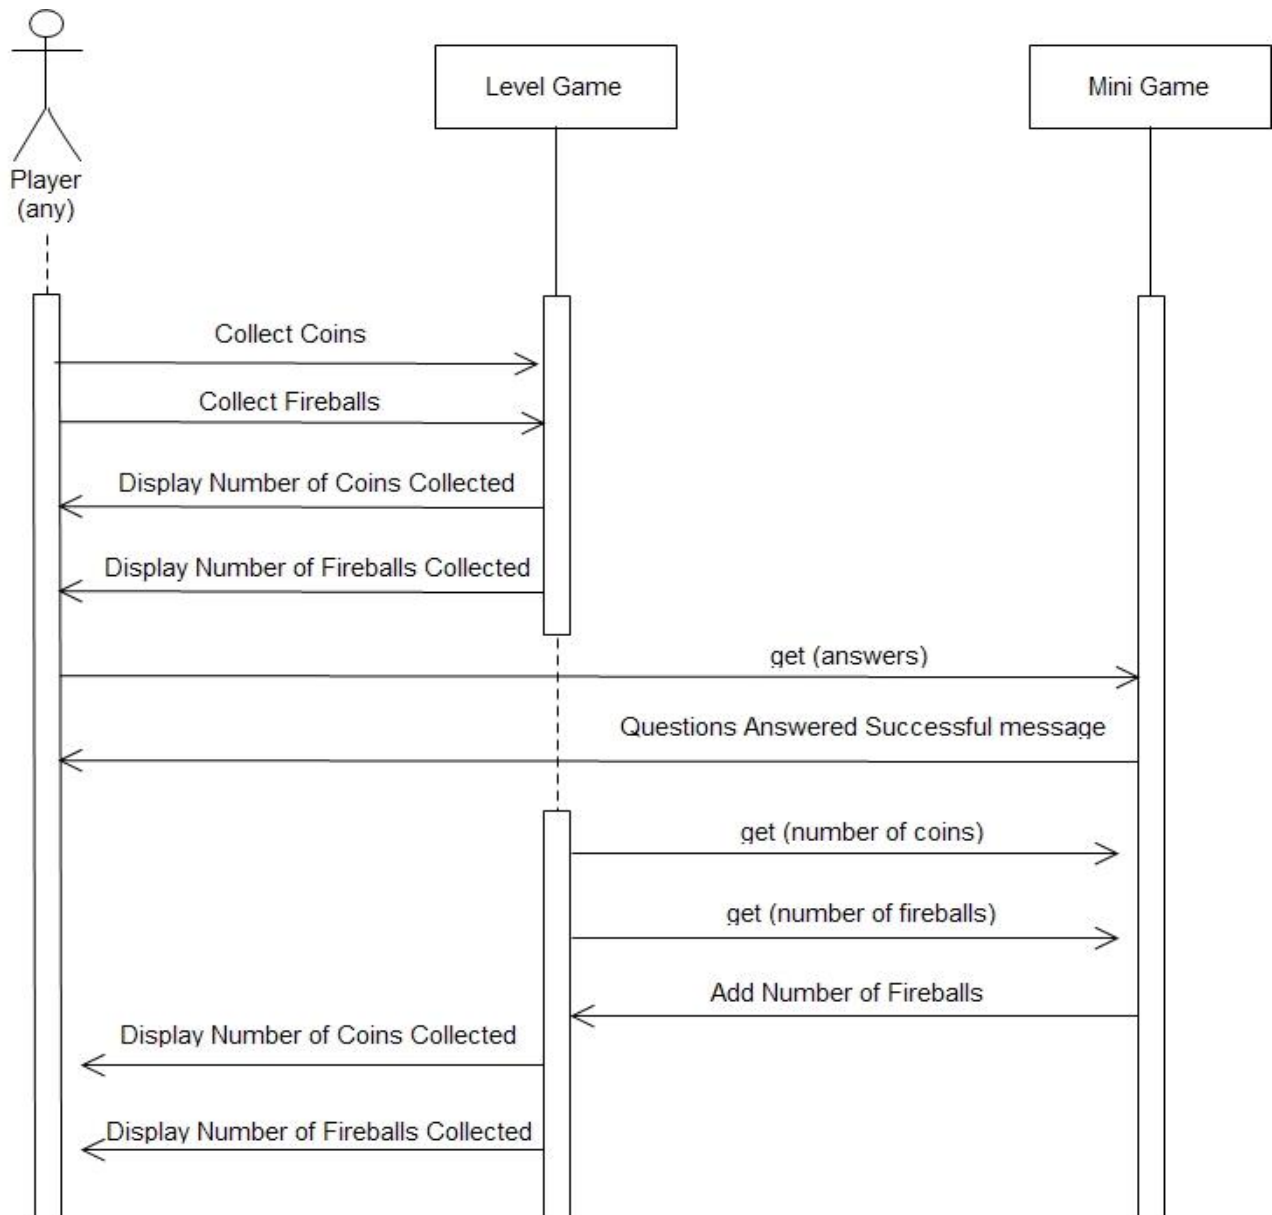 Level Game
Mini Game
Player
(any)
Collect Coins
Collect Fireballs
Display Number of Coins Collected
Display Number of Fireballs Collected
get (answers)
Questions Answered Successful message
get (number of coins)
get (number of fireballs)
Add Number of Fireballs
Display Number of Coins Collected
Display Number of Fireballs Collected